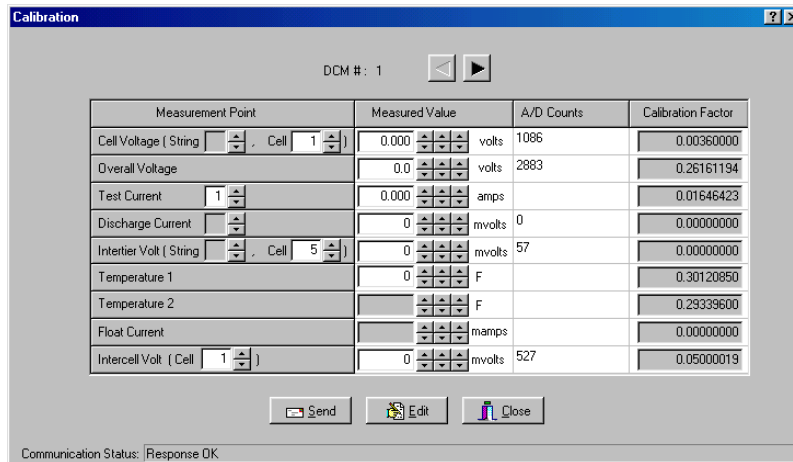 Calibration
DCM #: 1
Measurement Point Measured Value A/D Counts Calibration Factor
Cell Voltage ( String , Cell 1 ) 0.000 volts 1086 0.00360000
Overall Voltage 0.0 volts 2883 0.26161194
Test Current 1 0.000 amps 0.01646423
Discharge Current 0 mvolts 0 0.00000000
Intertier Volt ( String , Cell 5 ) 0 mvolts 57 0.00000000
Temperature 1 0 F 0.30120850
Temperature 2 F 0.29339600
Float Current mamps 0.00000000
Intercell Volt ( Cell 1 ) 0 mvolts 527 0.05000019
Send Edit Close
Communication Status: Response OK